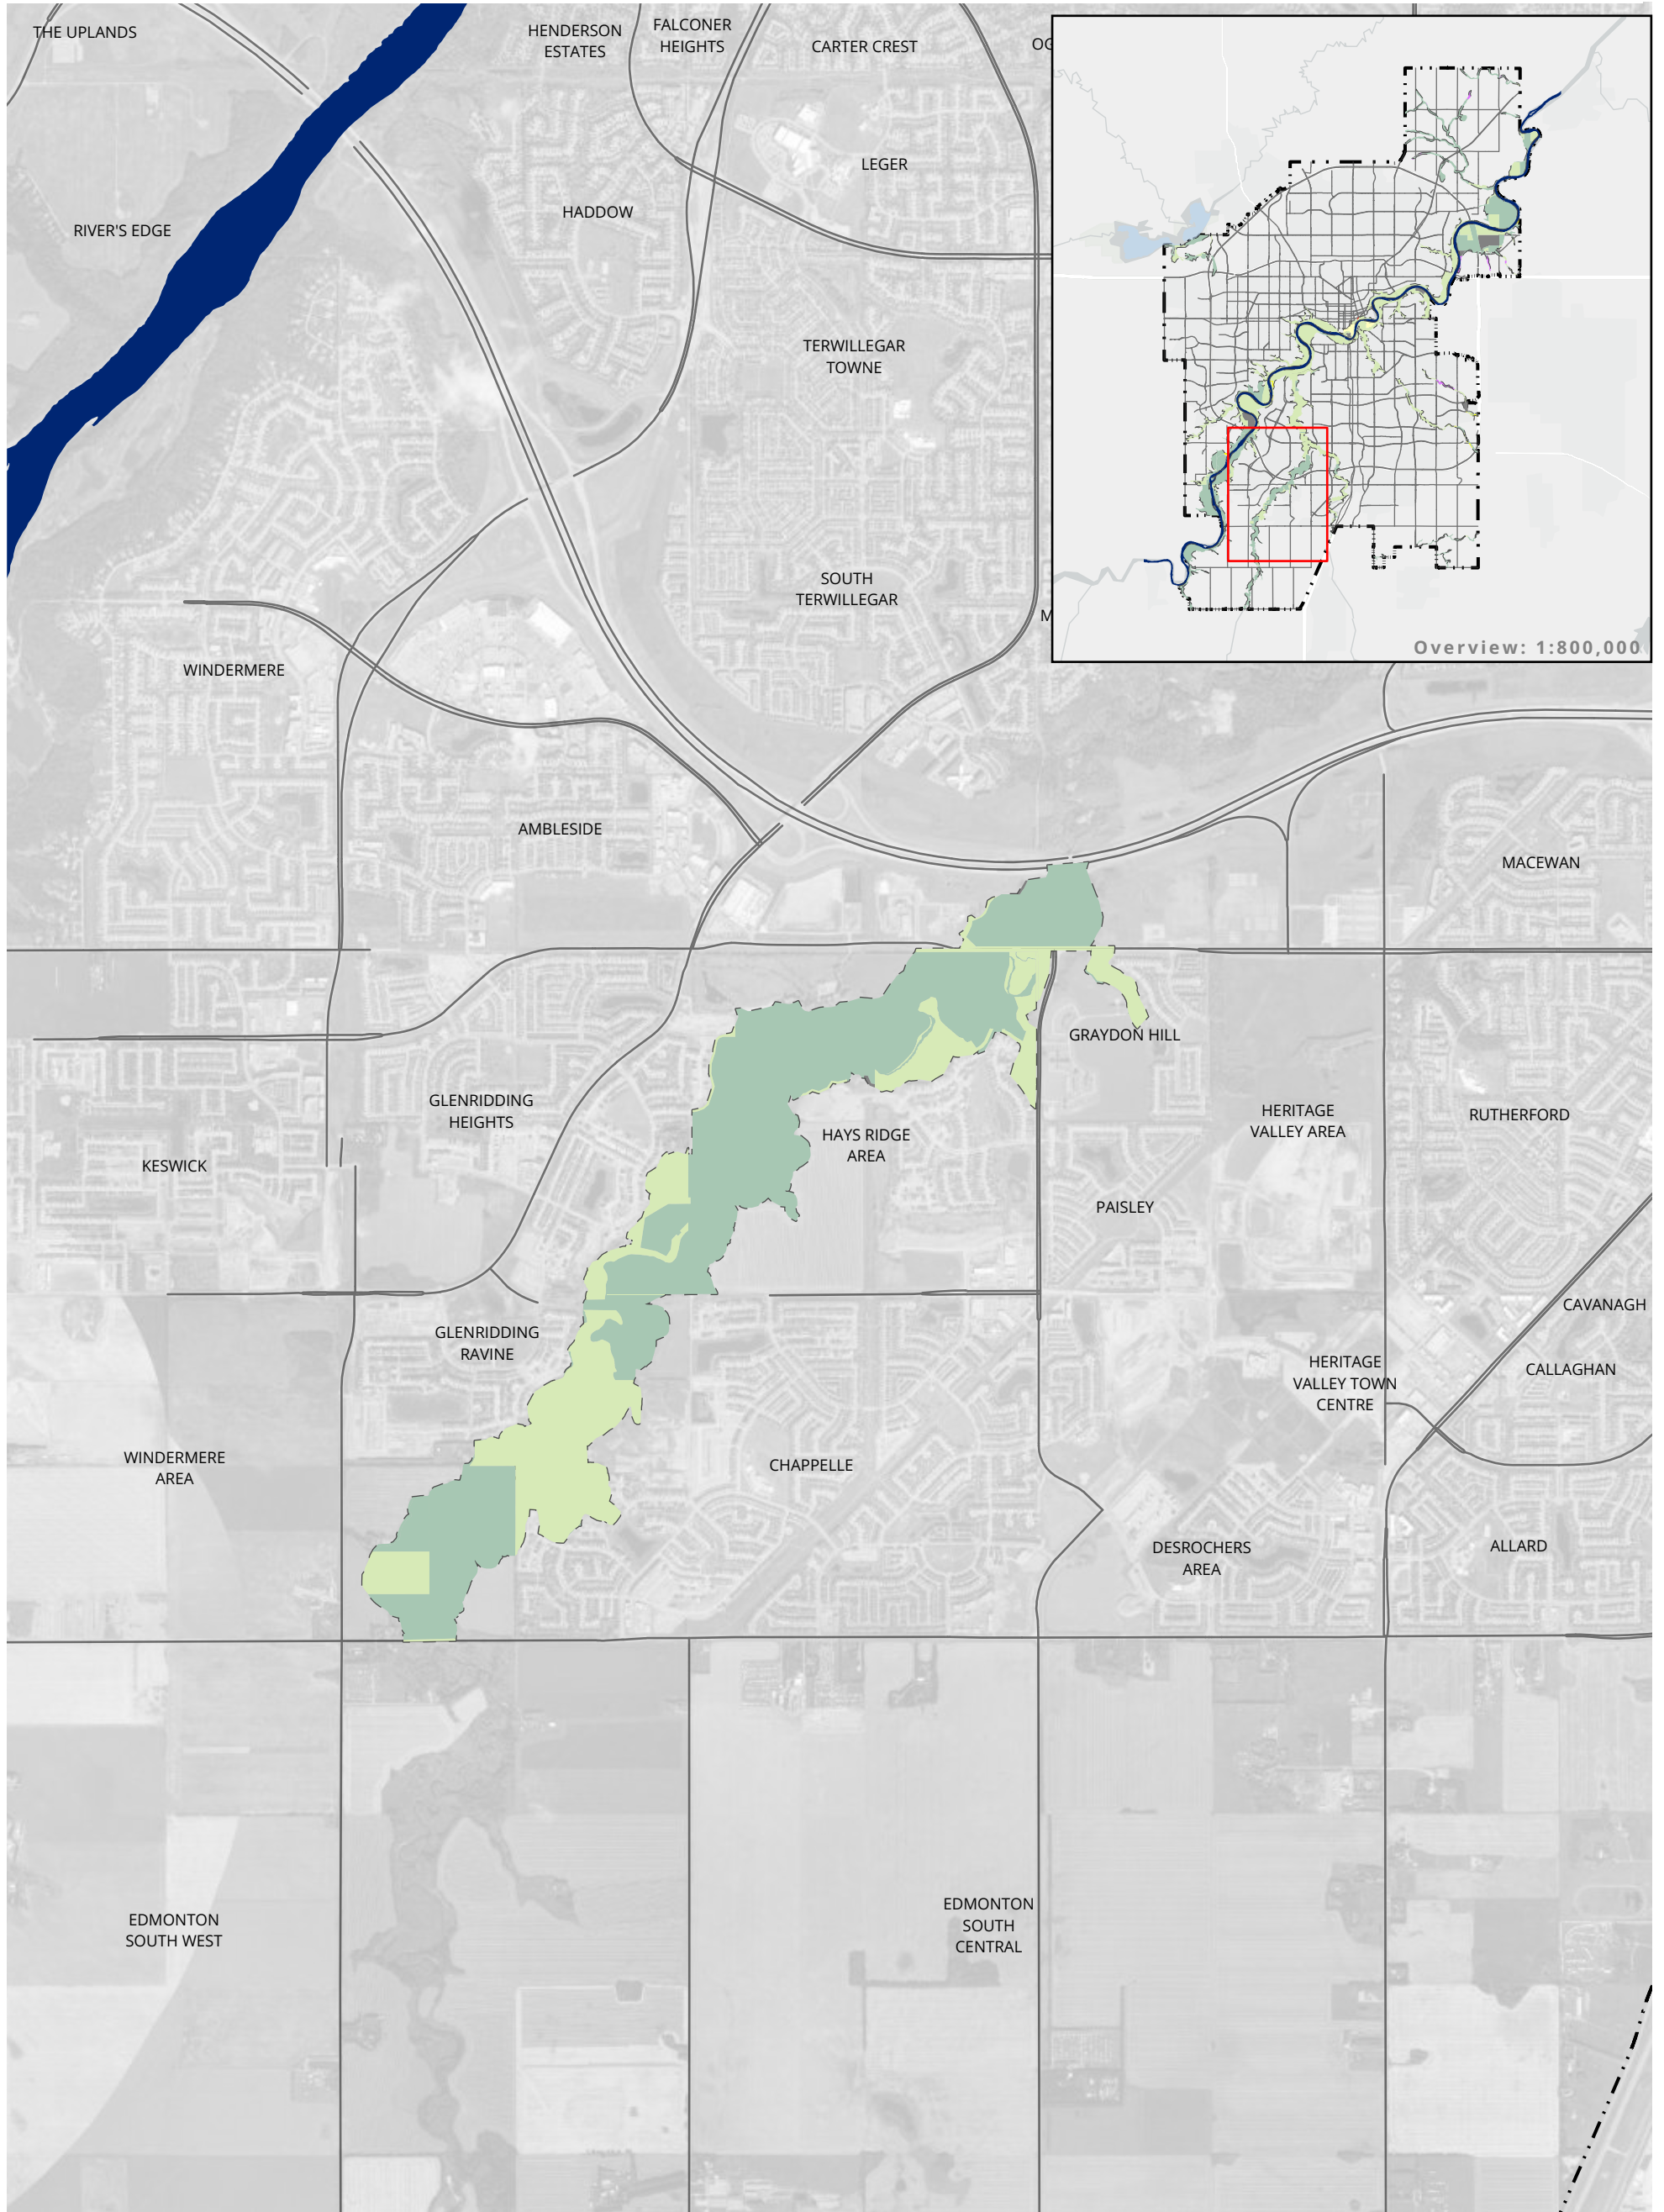 THE UPLANDS
HENDERSON
ESTATES
FALCONER
HEIGHTS
CARTER CREST
OG
LEGER
HADDOW
RIVER'S EDGE
TERWILLEGAR
TOWNE
SOUTH
TERWILLEGAR
M
Overview: 1:800,000
WINDERMERE
AMBLESIDE
MACEWAN
GRAYDON HILL
GLENRIDDING
HEIGHTS
HAYS RIDGE
AREA
HERITAGE
VALLEY AREA
RUTHERFORD
KESWICK
PAISLEY
CAVANAGH
GLENRIDDING
RAVINE
HERITAGE
VALLEY TOWN
CENTRE
CALLAGHAN
WINDERMERE
AREA
CHAPPELLE
DESROCHERS
AREA
ALLARD
EDMONTON
SOUTH WEST
EDMONTON
SOUTH
CENTRAL